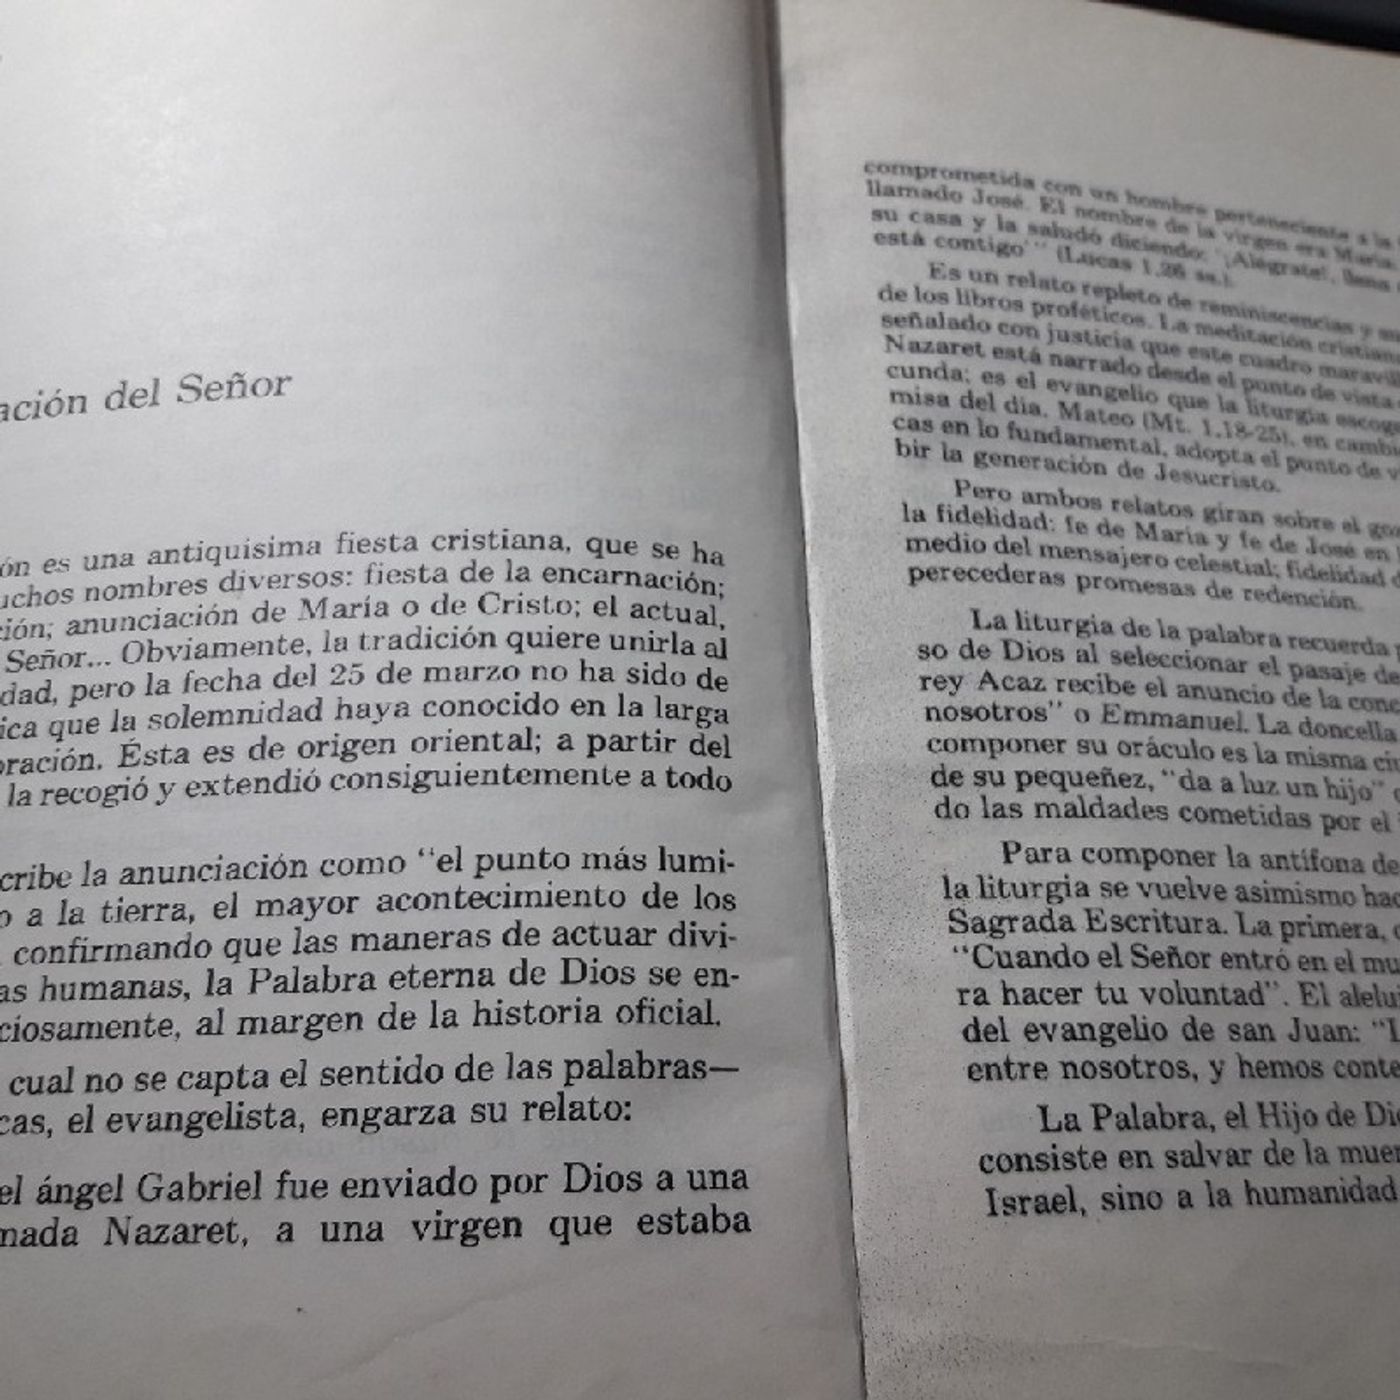 ación del Señor
ón es una antiquísima fiesta cristiana, que se ha
uchos nombres diversos: fiesta de la encarnación;
ción; anunciación de María o de Cristo; el actual,
Señor... Obviamente, la tradición quiere unirla al
dad, pero la fecha del 25 de marzo no ha sido de
ica que la solemnidad haya conocido en la larga
oración. Ésta es de origen oriental; a partir del
la recogió y extendió consiguientemente a todo
cribe la anunciación como "el punto más lumi-
o a la tierra, el mayor acontecimiento de los
confirmando que las maneras de actuar divi-
as humanas, la Palabra eterna de Dios se en-
ciosamente, al margen de la historia oficial.
cual no se capta el sentido de las palabras—
cas, el evangelista, engarza su relato:
el ángel Gabriel fue enviado por Dios a una
mada Nazaret, a una virgen que estaba
comprometida con un hombre perteneciente a la
llamado José. El nombre de la virgen era María.
su casa y la saludó diciendo: '¡Alégrate!, llena
está contigo'" (Lucas 1,26 ss.).
Es un relato repleto de reminiscencias y su
de los libros proféticos. La meditación cristian
señalado con justicia que este cuadro maravil
Nazaret está narrado desde el punto de vista
cunda; es el evangelio que la liturgia escog
misa del día. Mateo (Mt. 1,18-25), en cambi
cas en lo fundamental, adopta el punto de v
bir la generación de Jesucristo.
Pero ambos relatos giran sobre el go
la fidelidad: fe de María y fe de José en
medio del mensajero celestial; fidelidad d
perecederas promesas de redención.
La liturgia de la palabra recuerda
so de Dios al seleccionar el pasaje de
rey Acaz recibe el anuncio de la conc
nosotros" o Emmanuel. La doncella
componer su oráculo es la misma ciu
de su pequeñez, "da a luz un hijo"
do las maldades cometidas por el
Para componer la antífona de
la liturgia se vuelve asimismo hac
Sagrada Escritura. La primera,
"Cuando el Señor entró en el mu
ra hacer tu voluntad". El alelu
del evangelio de san Juan: "L
entre nosotros, y hemos conte
La Palabra, el Hijo de Dio
consiste en salvar de la muer
Israel, sino a la humanidad